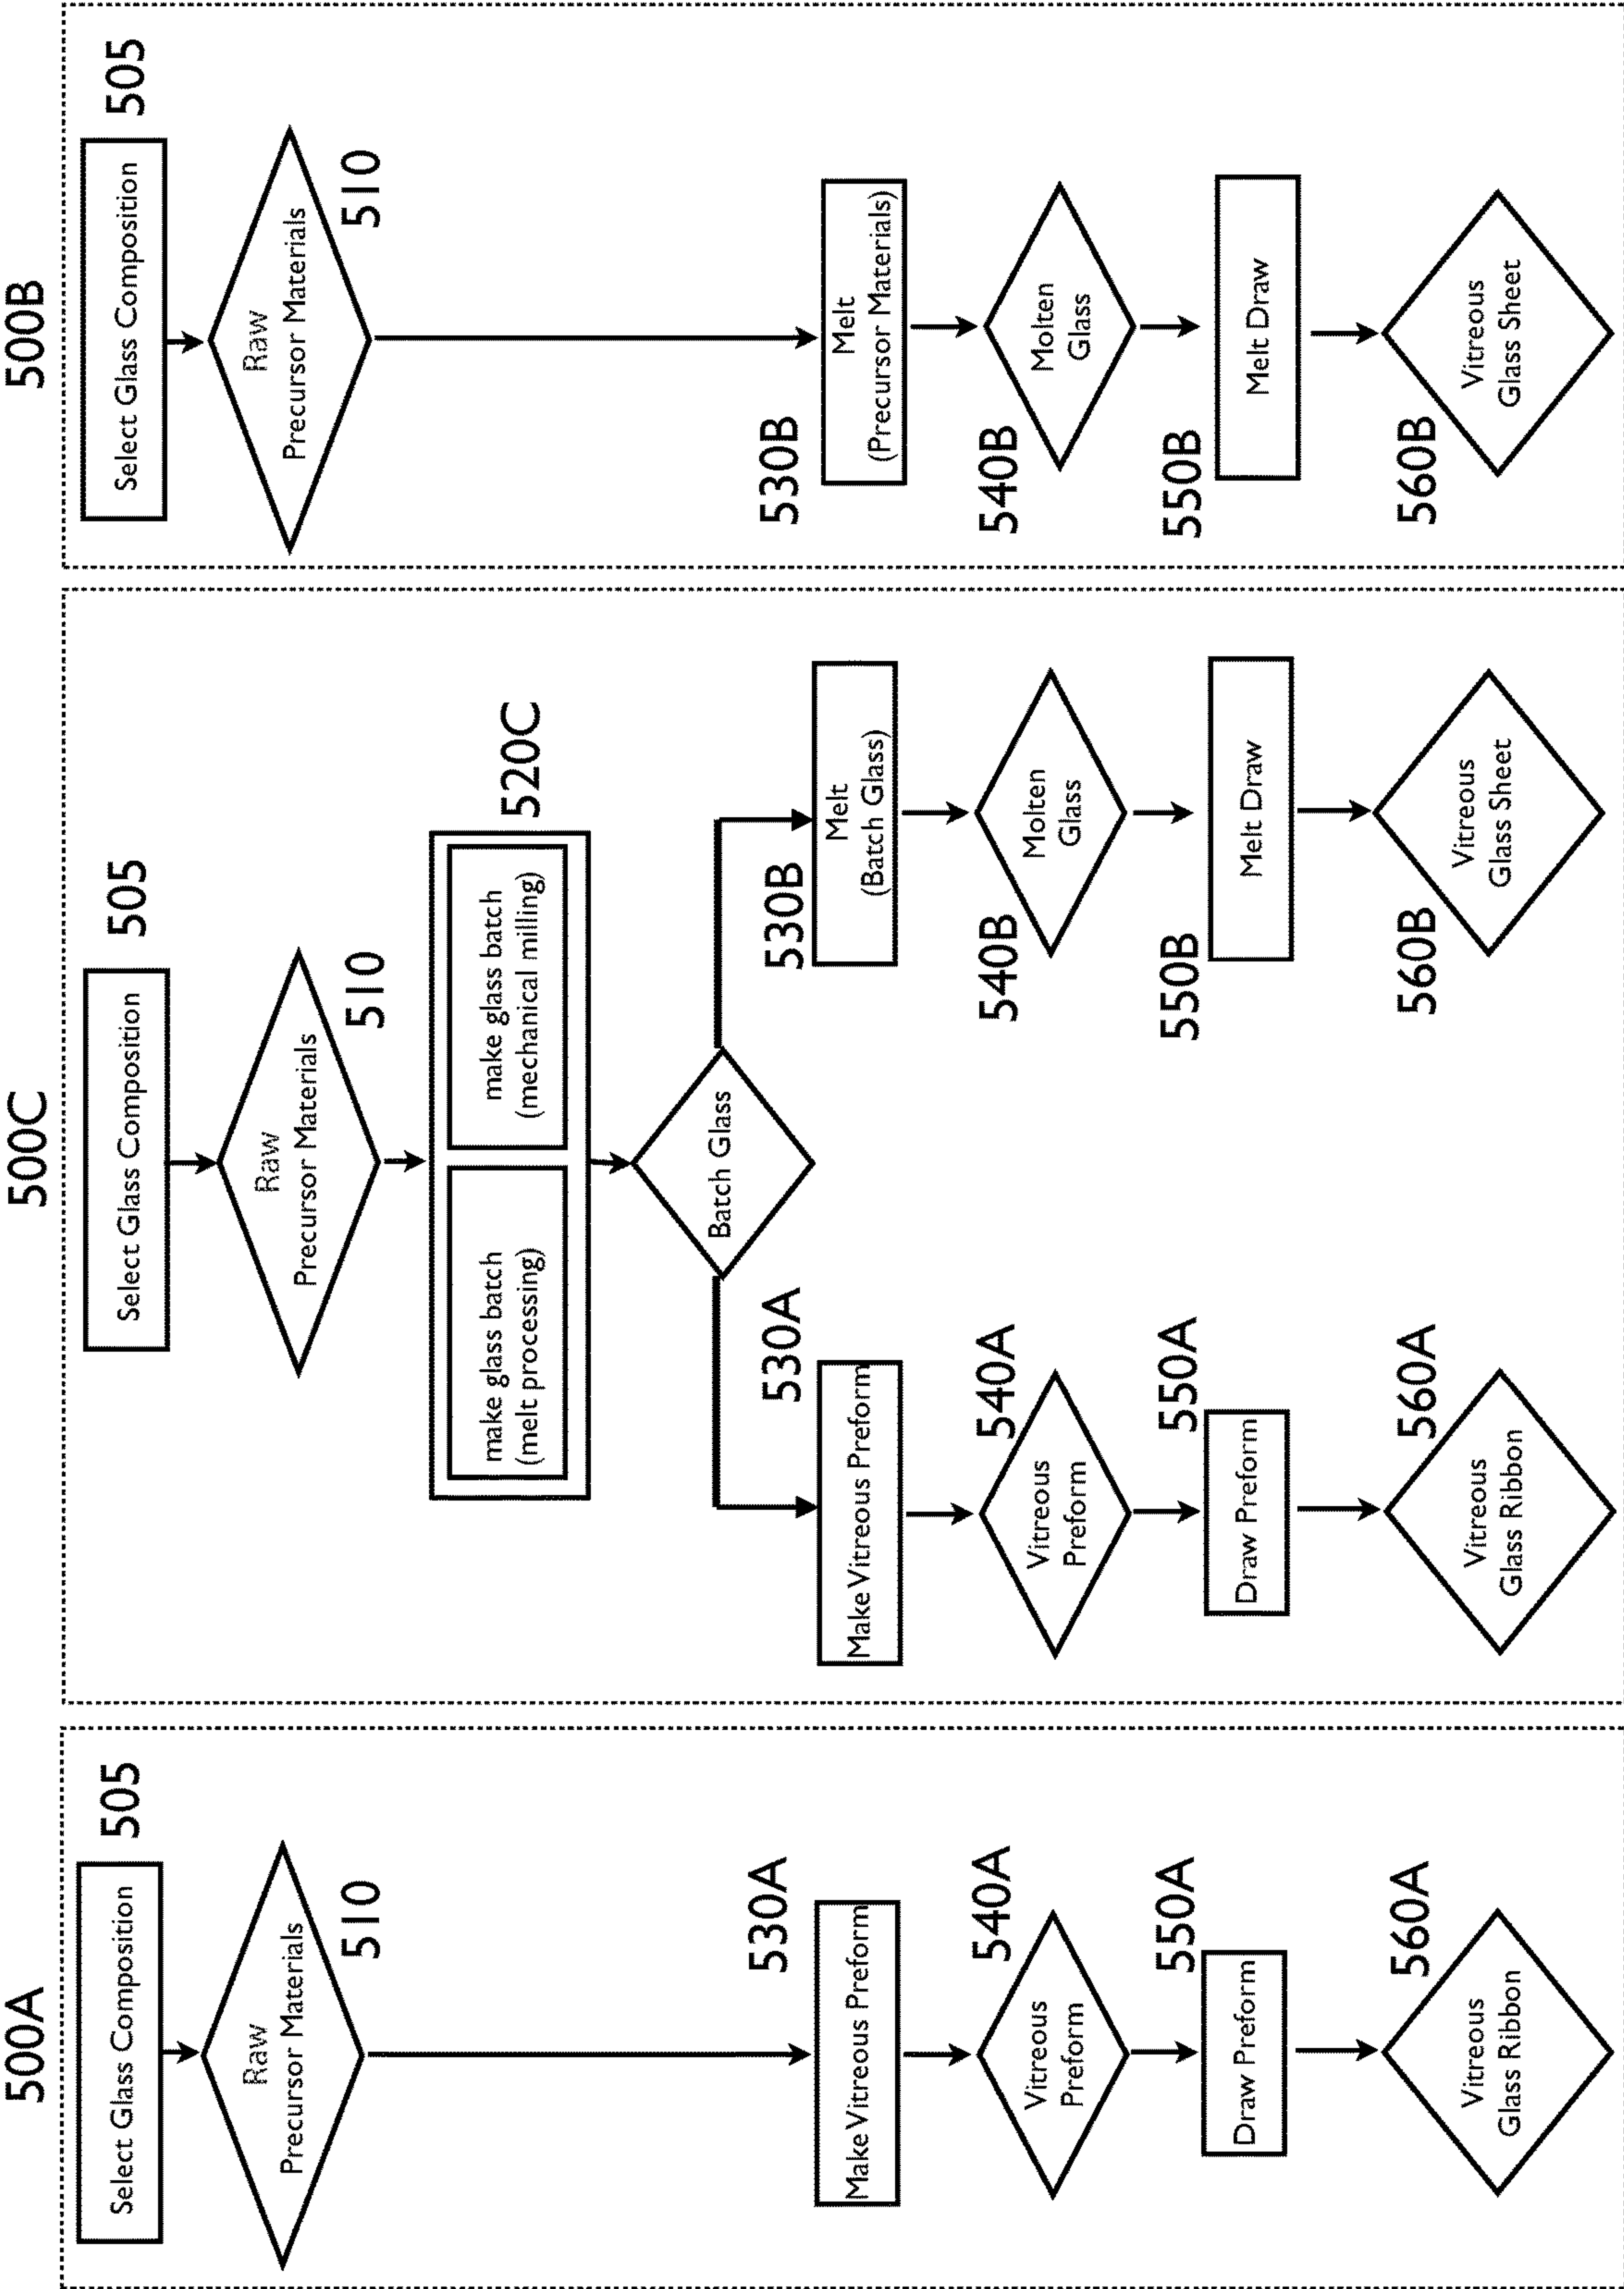 500A
Select Glass Composition
505
Raw
Precursor Materials
510
530A
Make Vitreous Preform
540A
Vitreous
Preform
550A
Draw Preform
560A
Vitreous
Glass Ribbon
500C
Select Glass Composition
505
Raw
Precursor Materials
510
520C
make glass batch
(melt processing)
make glass batch
(mechanical milling)
Batch Glass
530A
Make Vitreous Preform
540A
Vitreous
Preform
550A
Draw Preform
560A
Vitreous
Glass Ribbon
530B
Melt
(Batch Glass)
540B
Molten
Glass
550B
Melt Draw
560B
Vitreous
Glass Sheet
500B
Select Glass Composition
505
Raw
Precursor Materials
510
530B
Melt
(Precursor Materials)
540B
Molten
Glass
550B
Melt Draw
560B
Vitreous
Glass Sheet